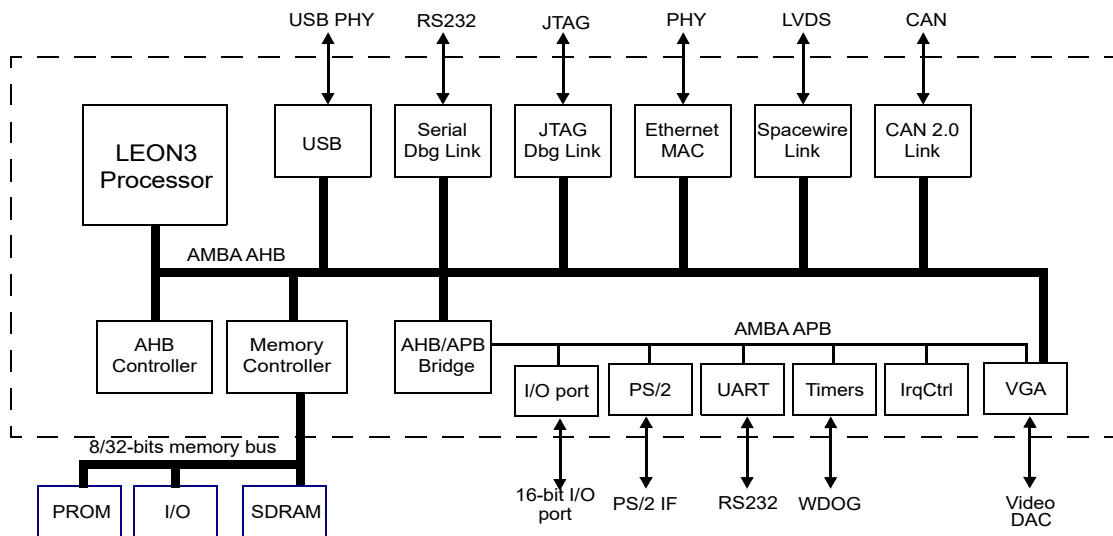 USB PHY
RS232
JTAG
PHY
LVDS
CAN
LEON3
Processor
USB
Serial
Dbg Link
JTAG
Dbg Link
Ethernet
MAC
Spacewire
Link
CAN 2.0
Link
AMBA AHB
AHB
Controller
Memory
Controller
AHB/APB
Bridge
AMBA APB
I/O port
PS/2
UART
Timers
IrqCtrl
VGA
8/32-bits memory bus
PROM
I/O
SDRAM
16-bit I/O
port
PS/2 IF
RS232
WDOG
Video
DAC